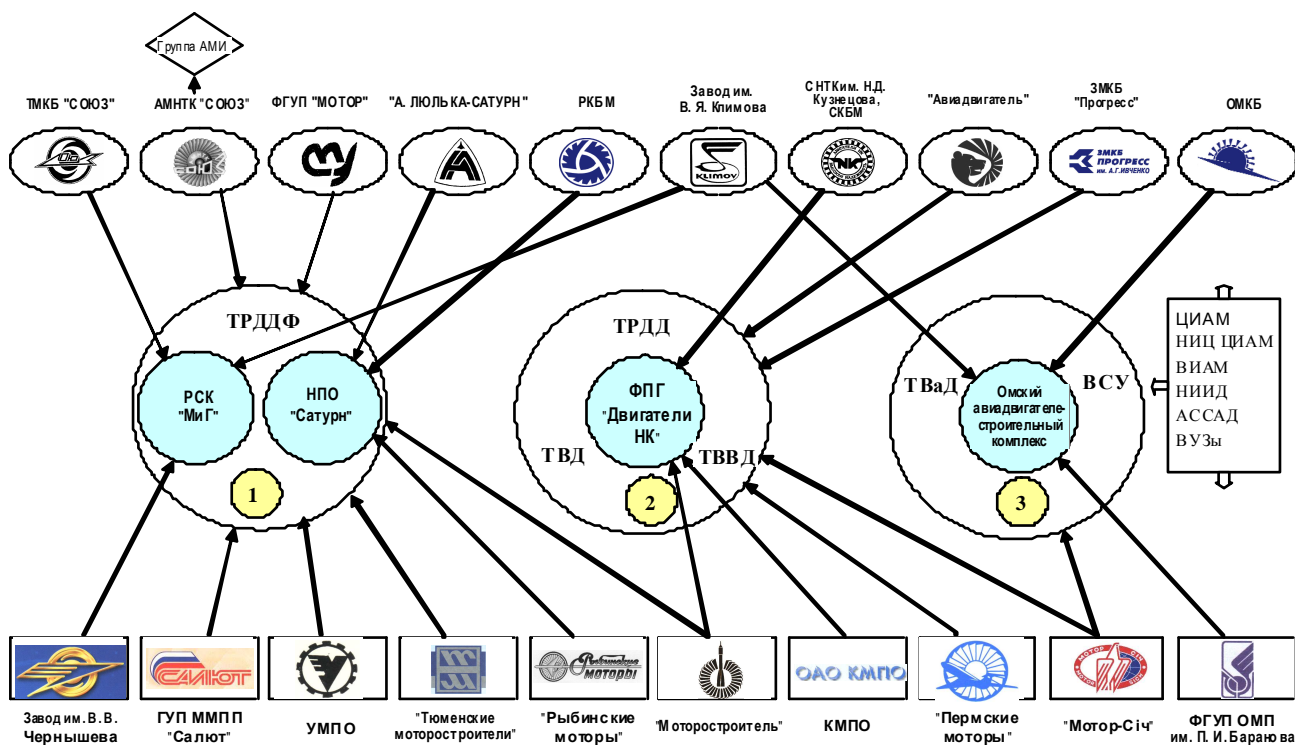 Группа АМИ
ТМКБ "СОЮЗ"
АМНТК "СОЮЗ"
ФГУП "МОТОР"
"А. ЛЮЛЬКА-САТУРН"
РКБМ
Завод им.
В. Я. Климова
СНТК им. Н.Д.
Кузнецова,
СКБМ
"Авиадвигатель"
ЗМКБ
"Прогресс"
ОМКБ
KLIMOV
NK
ЗМКБ
ПРОГРЕСС
им. А.Г.ИВЧЕНКО
ТРДДФ
РСК
"МиГ"
НПО
"Сатурн"
1
ТРДД
ФПГ
"Двигатели
НК"
ТВД
ТВВД
2
ТВаД
ВСУ
Омский
авиадвигателе-
строительный
комплекс
3
ЦИАМ
НИЦ ЦИАМ
ВИАМ
НИИД
АССАД
ВУЗы
САЛЮТ
Рыбинские
МОТОРЫ
ОАО КМПО
МОТОР
Завод им. В. В.
Чернышева
ГУП ММПП
"Салют"
УМПО
"Тюменские
моторостроители"
"Рыбинские
моторы"
"Моторостроитель"
КМПО
"Пермские
моторы"
"Мотор-Січ"
ФГУП ОМП
им. П. И. Баранова